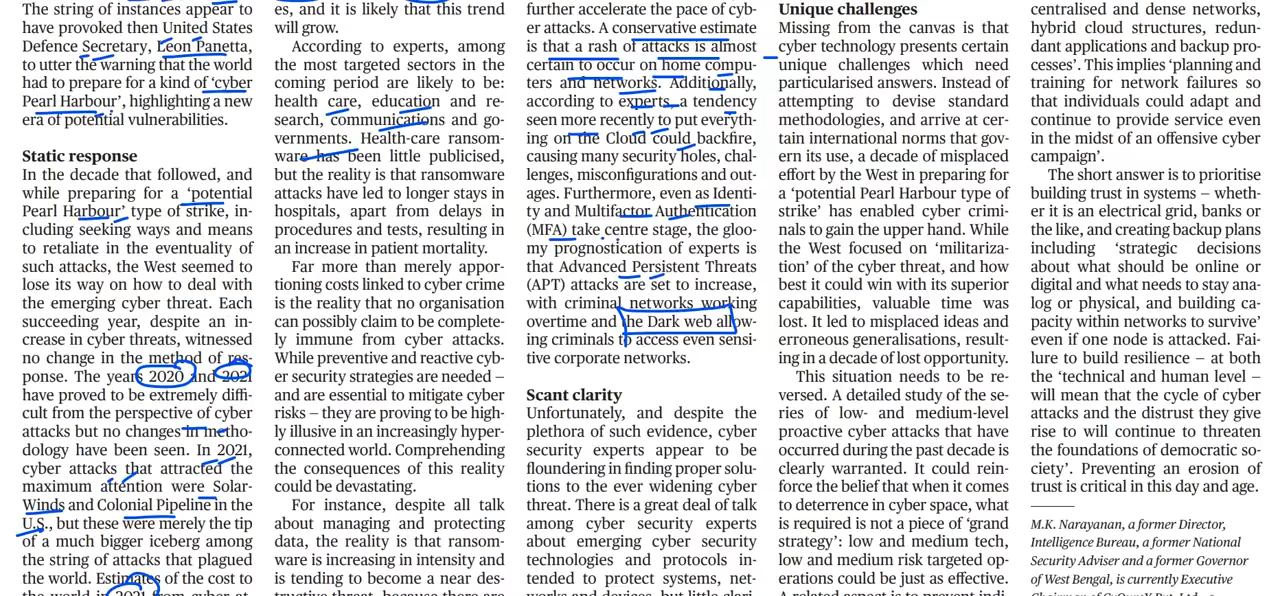 The string of instances appear to
have provoked then United States
Defence Secretary, Leon Panetta,
to utter the warning that the world
had to prepare for a kind of ‘cyber
Pearl Harbour’, highlighting a new
era of potential vulnerabilities.
Static response
In the decade that followed, and
while preparing for a ‘potential
Pearl Harbour’ type of strike, in-
cluding seeking ways and means
to retaliate in the eventuality of
such attacks, the West seemed to
lose its way on how to deal with
the emerging cyber threat. Each
succeeding year, despite an in-
crease in cyber threats, witnessed
no change in the method of res-
ponse. The years 2020 and 2021
have proved to be extremely diffi-
cult from the perspective of cyber
attacks but no changes in metho-
dology have been seen. In 2021,
cyber attacks that attracted the
maximum attention were Solar-
Winds and Colonial Pipeline in the
U.S., but these were merely the tip
of a much bigger iceberg among
the string of attacks that plagued
the world. Estimates of the cost to
the world in 2021 from cyber at-
es, and it is likely that this trend
will grow.
According to experts, among
the most targeted sectors in the
coming period are likely to be:
health care, education and re-
search, communications and go-
vernments. Health-care ransom-
ware has been little publicised,
but the reality is that ransomware
attacks have led to longer stays in
hospitals, apart from delays in
procedures and tests, resulting in
an increase in patient mortality.
Far more than merely appor-
tioning costs linked to cyber crime
is the reality that no organisation
can possibly claim to be complete-
ly immune from cyber attacks.
While preventive and reactive cyb-
er security strategies are needed –
and are essential to mitigate cyber
risks – they are proving to be high-
ly illusive in an increasingly hyper-
connected world. Comprehending
the consequences of this reality
could be devastating.
For instance, despite all talk
about managing and protecting
data, the reality is that ransom-
ware is increasing in intensity and
is tending to become a near des-
tructive threat, because there are
further accelerate the pace of cyb-
er attacks. A conservative estimate
is that a rash of attacks is almost
certain to occur on home compu-
ters and networks. Additionally,
according to experts, a tendency
seen more recently to put everyth-
ing on the Cloud could backfire,
causing many security holes, chal-
lenges, misconfigurations and out-
ages. Furthermore, even as Identi-
ty and Multifactor Authentication
(MFA) take centre stage, the gloo-
my prognostication of experts is
that Advanced Persistent Threats
(APT) attacks are set to increase,
with criminal networks working
overtime and the Dark web allow-
ing criminals to access even sensi-
tive corporate networks.
Scant clarity
Unfortunately, and despite the
plethora of such evidence, cyber
security experts appear to be
floundering in finding proper solu-
tions to the ever widening cyber
threat. There is a great deal of talk
among cyber security experts
about emerging cyber security
technologies and protocols in-
tended to protect systems, net-
works and devices, but little clari-
Unique challenges
Missing from the canvas is that
cyber technology presents certain
unique challenges which need
particularised answers. Instead of
attempting to devise standard
methodologies, and arrive at cer-
tain international norms that gov-
ern its use, a decade of misplaced
effort by the West in preparing for
a ‘potential Pearl Harbour type of
strike’ has enabled cyber crimi-
nals to gain the upper hand. While
the West focused on ‘militariza-
tion’ of the cyber threat, and how
best it could win with its superior
capabilities, valuable time was
lost. It led to misplaced ideas and
erroneous generalisations, result-
ing in a decade of lost opportunity.
This situation needs to be re-
versed. A detailed study of the se-
ries of low- and medium-level
proactive cyber attacks that have
occurred during the past decade is
clearly warranted. It could rein-
force the belief that when it comes
to deterrence in cyber space, what
is required is not a piece of ‘grand
strategy’: low and medium tech,
low and medium risk targeted op-
erations could be just as effective.
A related aspect is to prevent indi-
centralised and dense networks,
hybrid cloud structures, redun-
dant applications and backup pro-
cesses’. This implies ‘planning and
training for network failures so
that individuals could adapt and
continue to provide service even
in the midst of an offensive cyber
campaign’.
The short answer is to prioritise
building trust in systems – wheth-
er it is an electrical grid, banks or
the like, and creating backup plans
including ‘strategic decisions
about what should be online or
digital and what needs to stay ana-
log or physical, and building ca-
pacity within networks to survive’
even if one node is attacked. Fai-
lure to build resilience – at both
the ‘technical and human level –
will mean that the cycle of cyber
attacks and the distrust they give
rise to will continue to threaten
the foundations of democratic so-
ciety’. Preventing an erosion of
trust is critical in this day and age.
M.K. Narayanan, a former Director,
Intelligence Bureau, a former National
Security Adviser and a former Governor
of West Bengal, is currently Executive